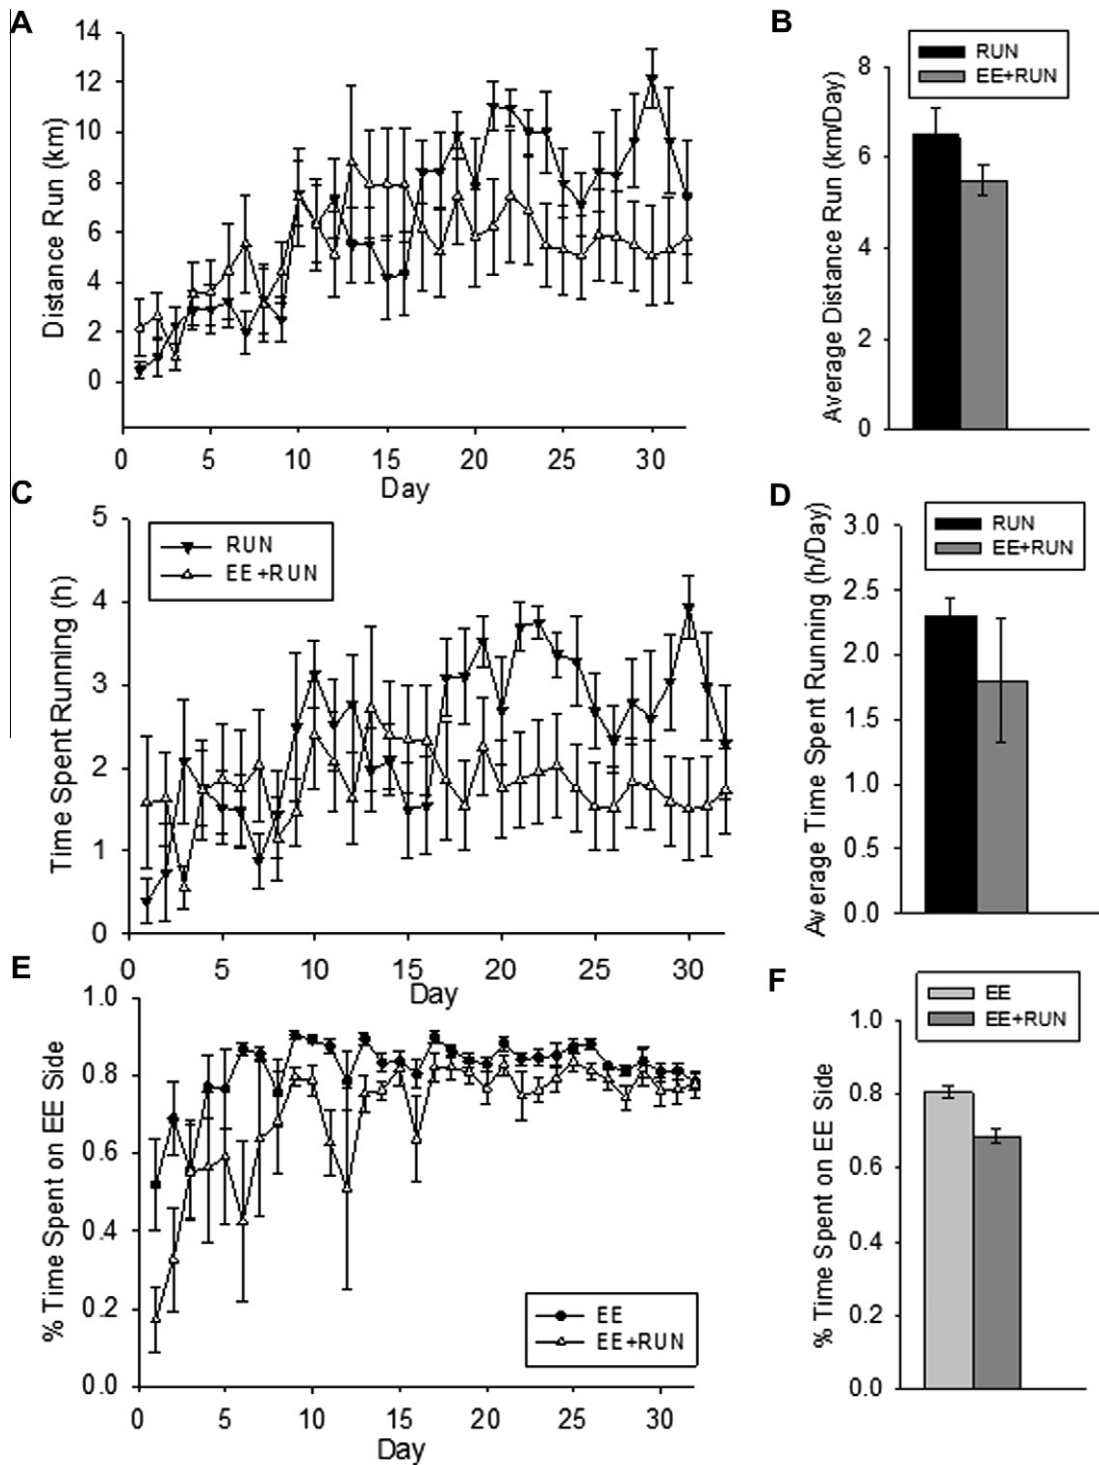 A
Distance Run (km)
14
12
10
8
6
4
2
0
0 5 10 15 20 25 30
Day
B
RUN
EE+RUN
Average Distance Run (km/Day)
8
6
4
2
0
C
RUN
EE+RUN
Time Spent Running (h)
5
4
3
2
1
0
0 5 10 15 20 25 30
Day
D
RUN
EE+RUN
Average Time Spent Running (h/Day)
3.0
2.5
2.0
1.5
1.0
0.5
0.0
E
% Time Spent on EE Side
1.0
0.8
0.6
0.4
0.2
0.0
EE
EE+RUN
0 5 10 15 20 25 30
Day
F
EE
EE+RUN
% Time Spent on EE Side
1.0
0.8
0.6
0.4
0.2
0.0